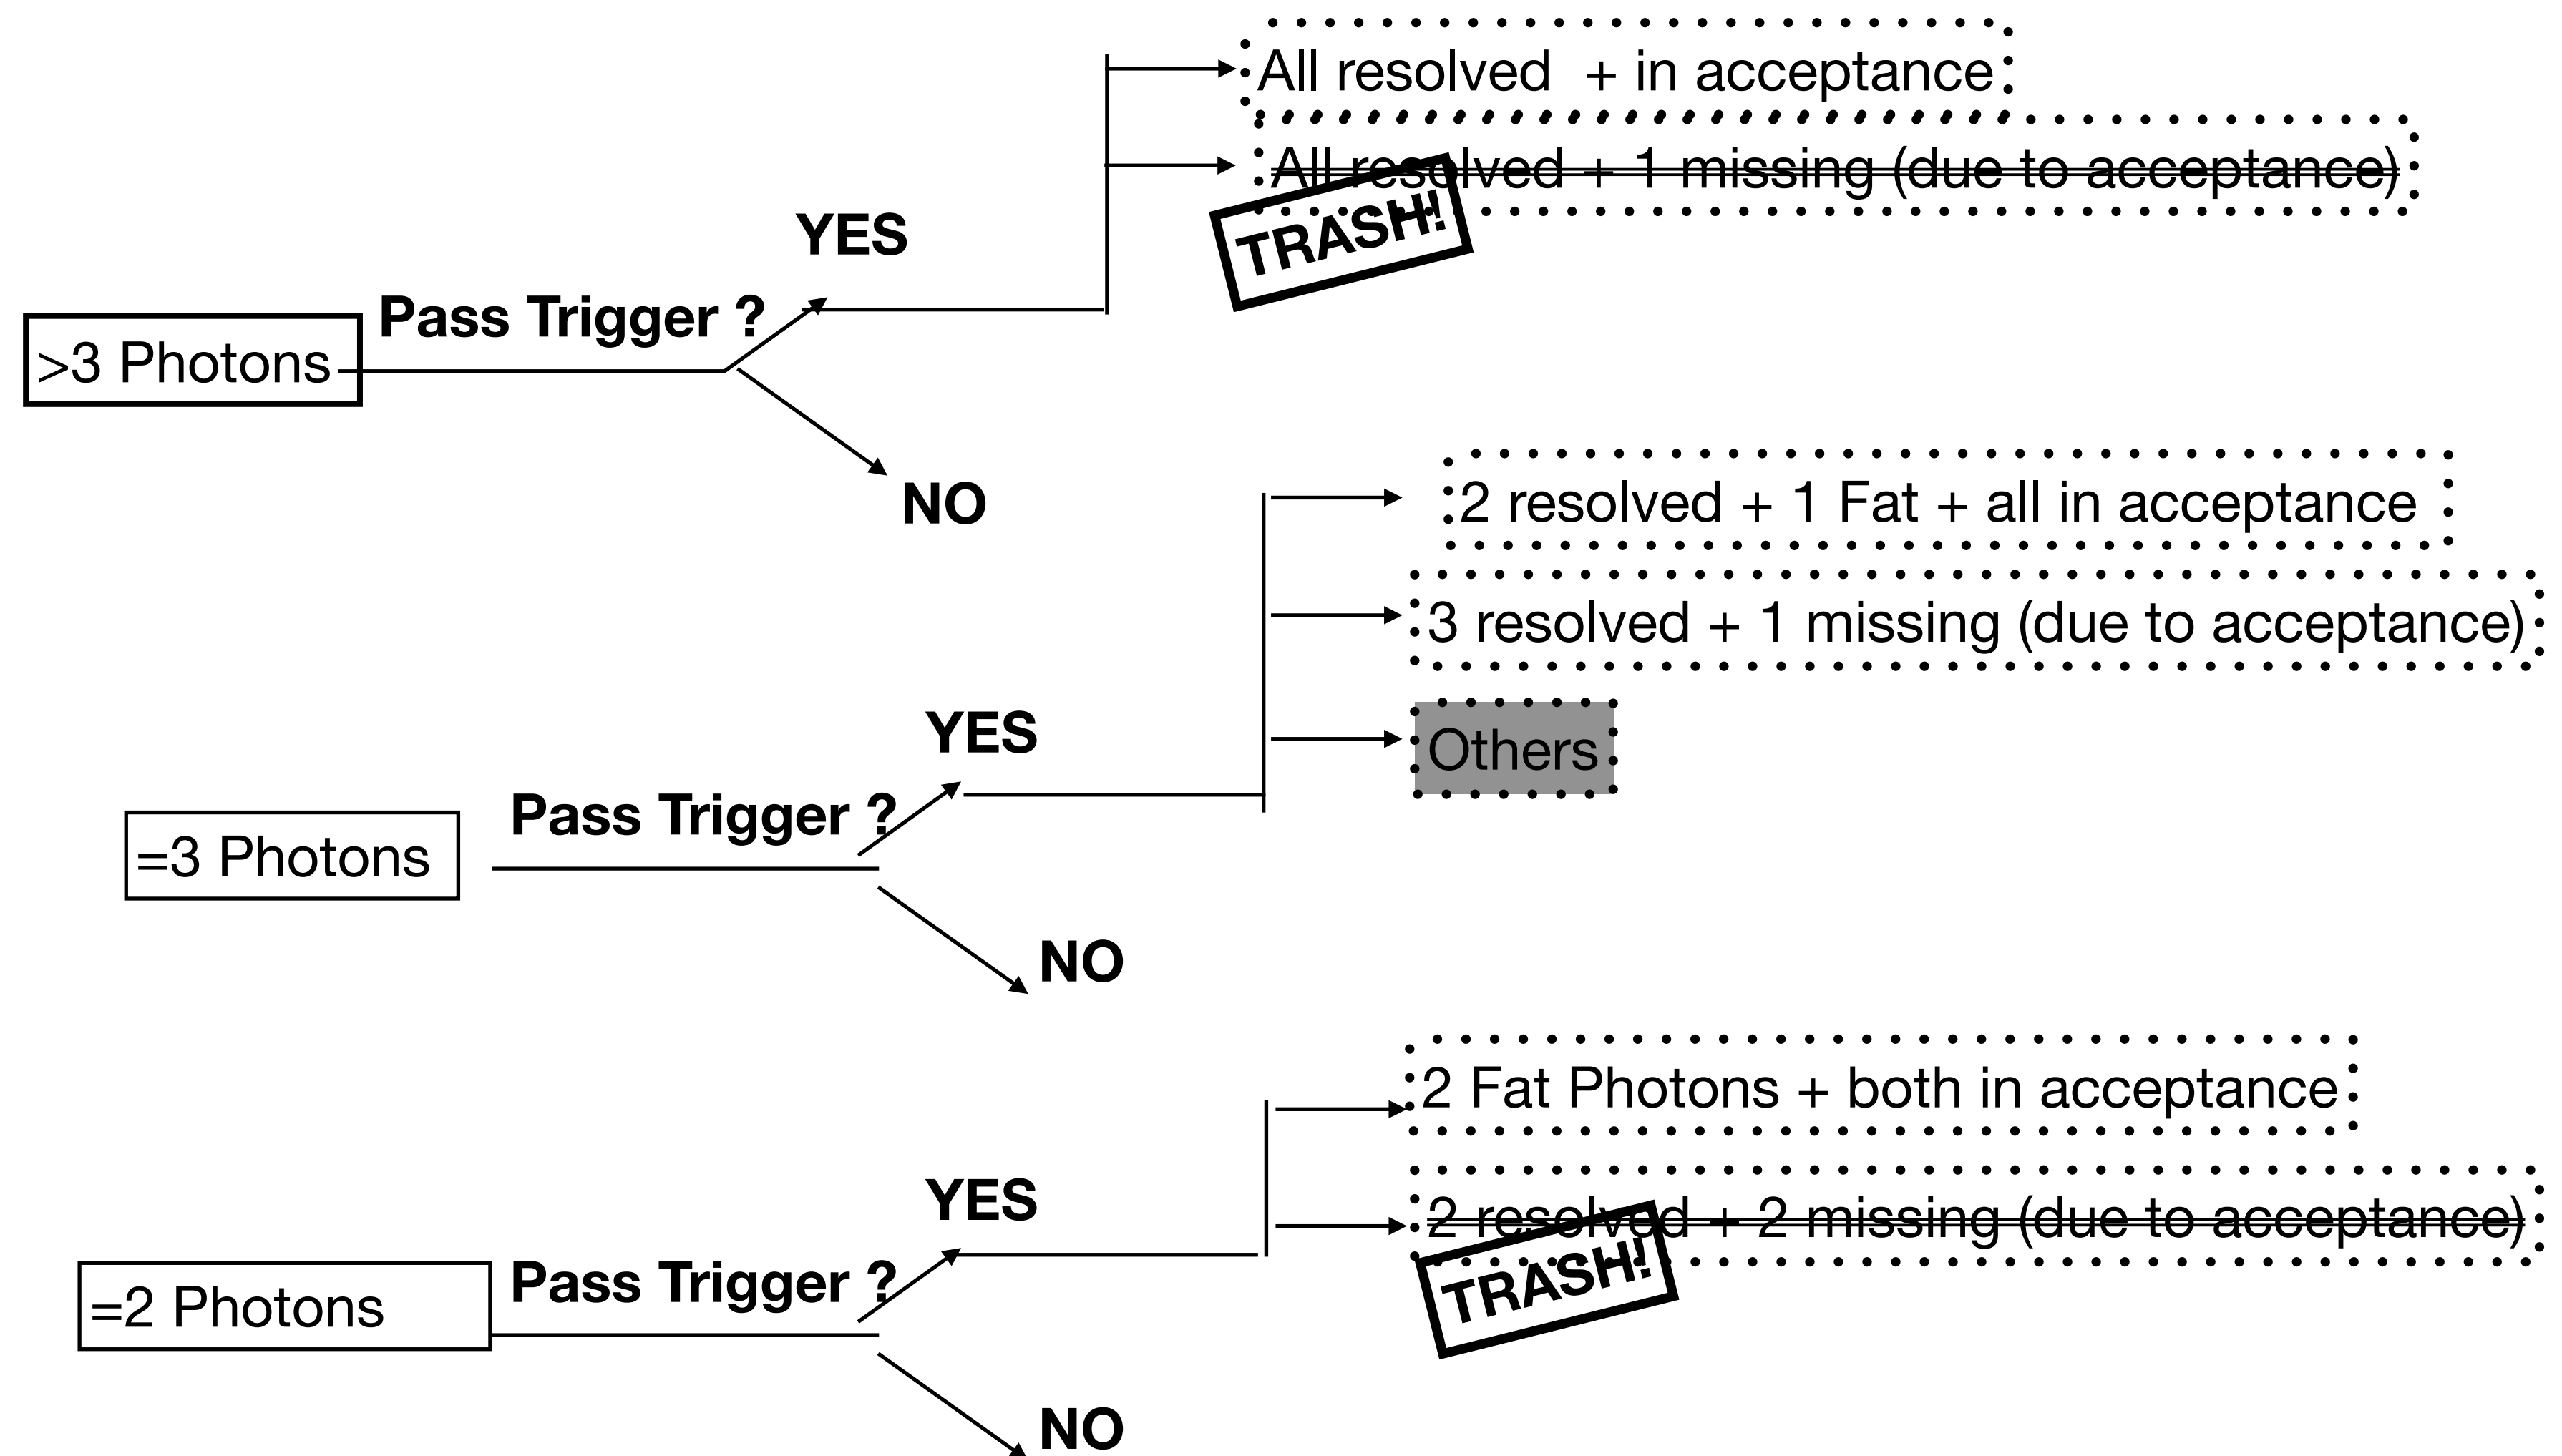 All resolved + in acceptance
All resolved + 1 missing (due to acceptance)
TRASH!
YES
Pass Trigger ?
>3 Photons
NO
2 resolved + 1 Fat + all in acceptance
3 resolved + 1 missing (due to acceptance)
Others
YES
Pass Trigger ?
=3 Photons
NO
2 Fat Photons + both in acceptance
2 resolved + 2 missing (due to acceptance)
TRASH!
YES
Pass Trigger ?
=2 Photons
NO